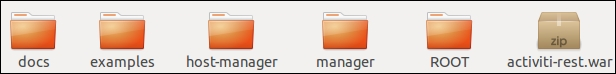 zip
docs examples host-manager manager ROOT activiti-rest.war